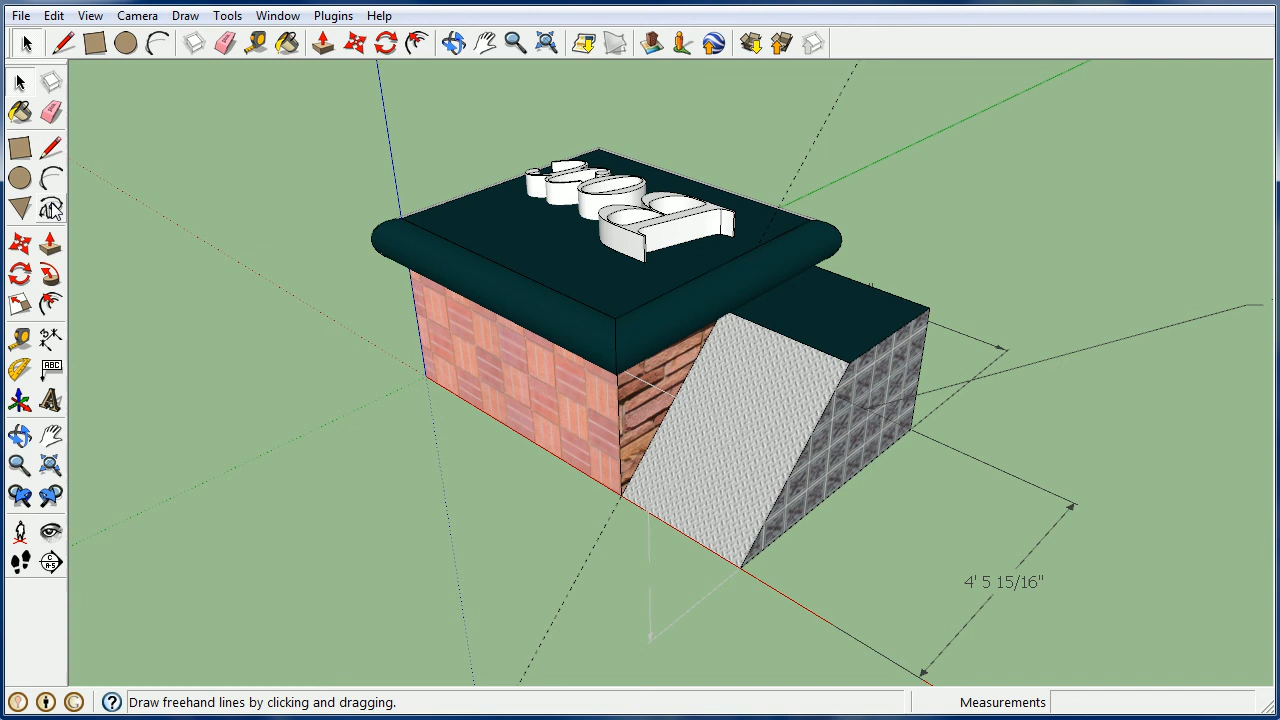 File Edit View Camera Draw Tools Window Plugins Help
ABC
4' 5 15/16"
Draw freehand lines by clicking and dragging.
Measurements